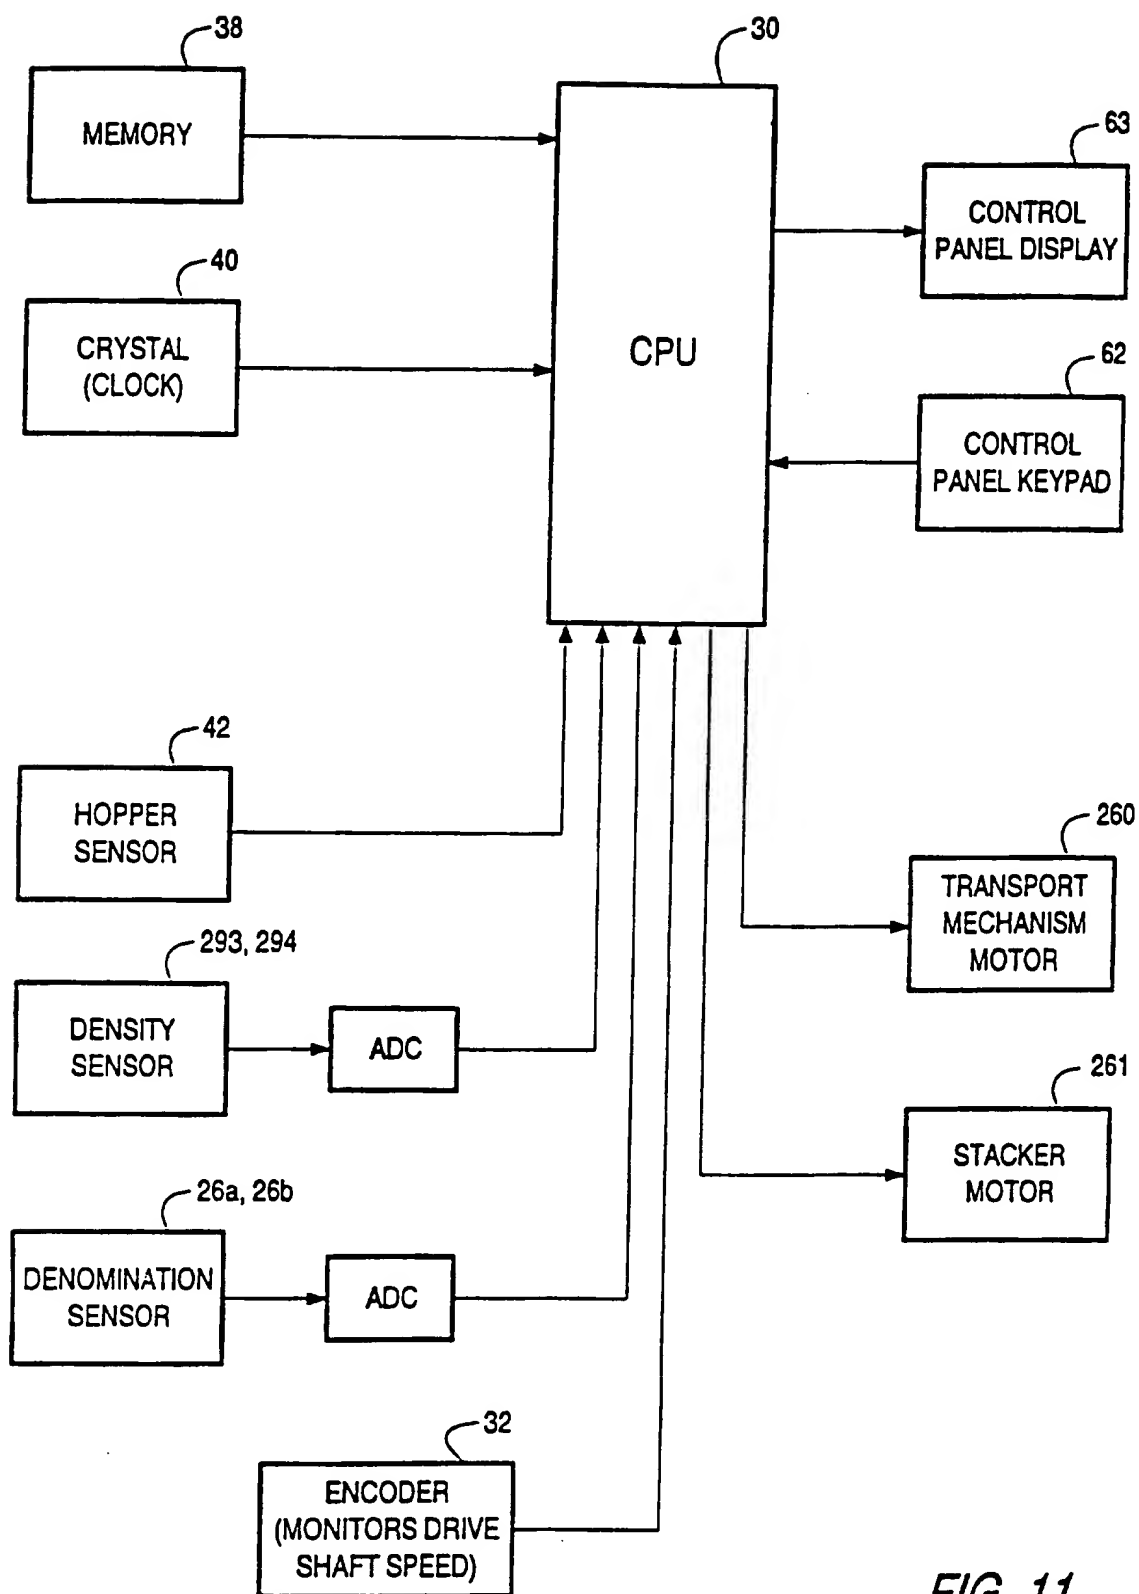 38
MEMORY
30
CPU
63
CONTROL
PANEL DISPLAY
40
CRYSTAL
(CLOCK)
62
CONTROL
PANEL KEYPAD
42
HOPPER
SENSOR
260
TRANSPORT
MECHANISM
MOTOR
293, 294
DENSITY
SENSOR
ADC
261
STACKER
MOTOR
26a, 26b
DENOMINATION
SENSOR
ADC
32
ENCODER
(MONITORS DRIVE
SHAFT SPEED)
FIG. 11